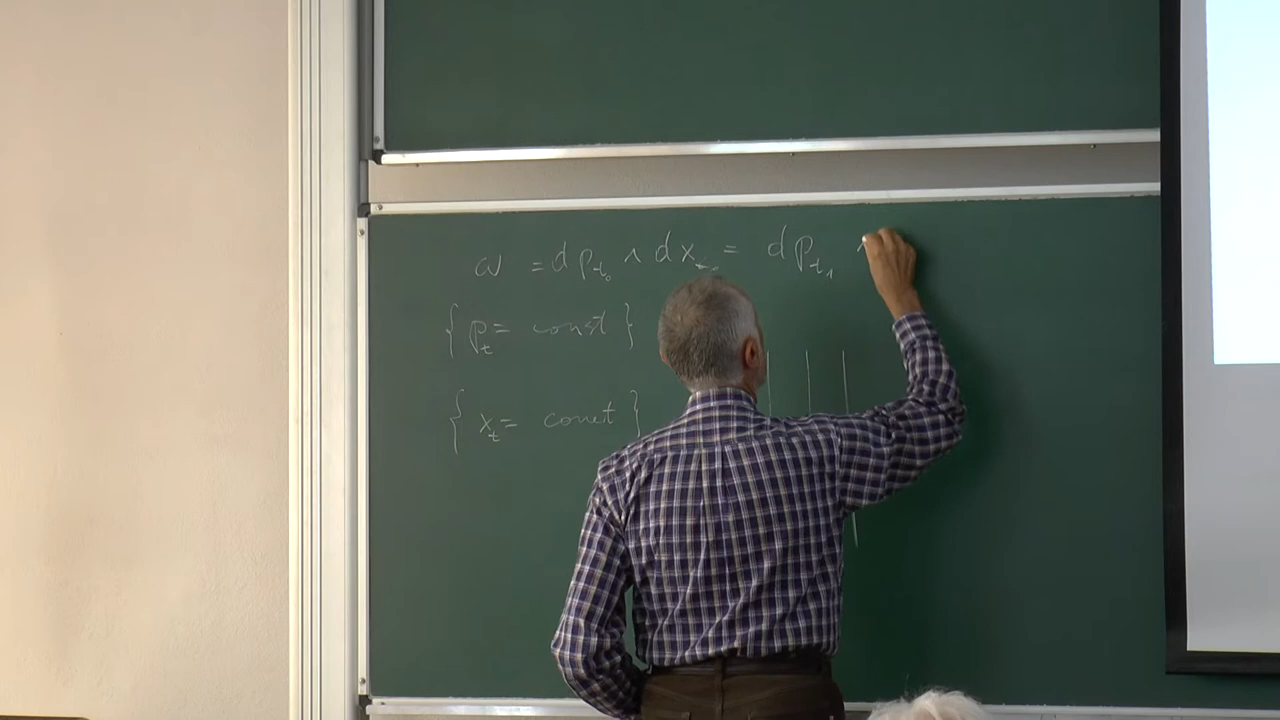 ω = dp_{t_0} ∧ dx_{t_0} = dp_{t_1} ∧
{ p_t = const }
{ x_t = const }